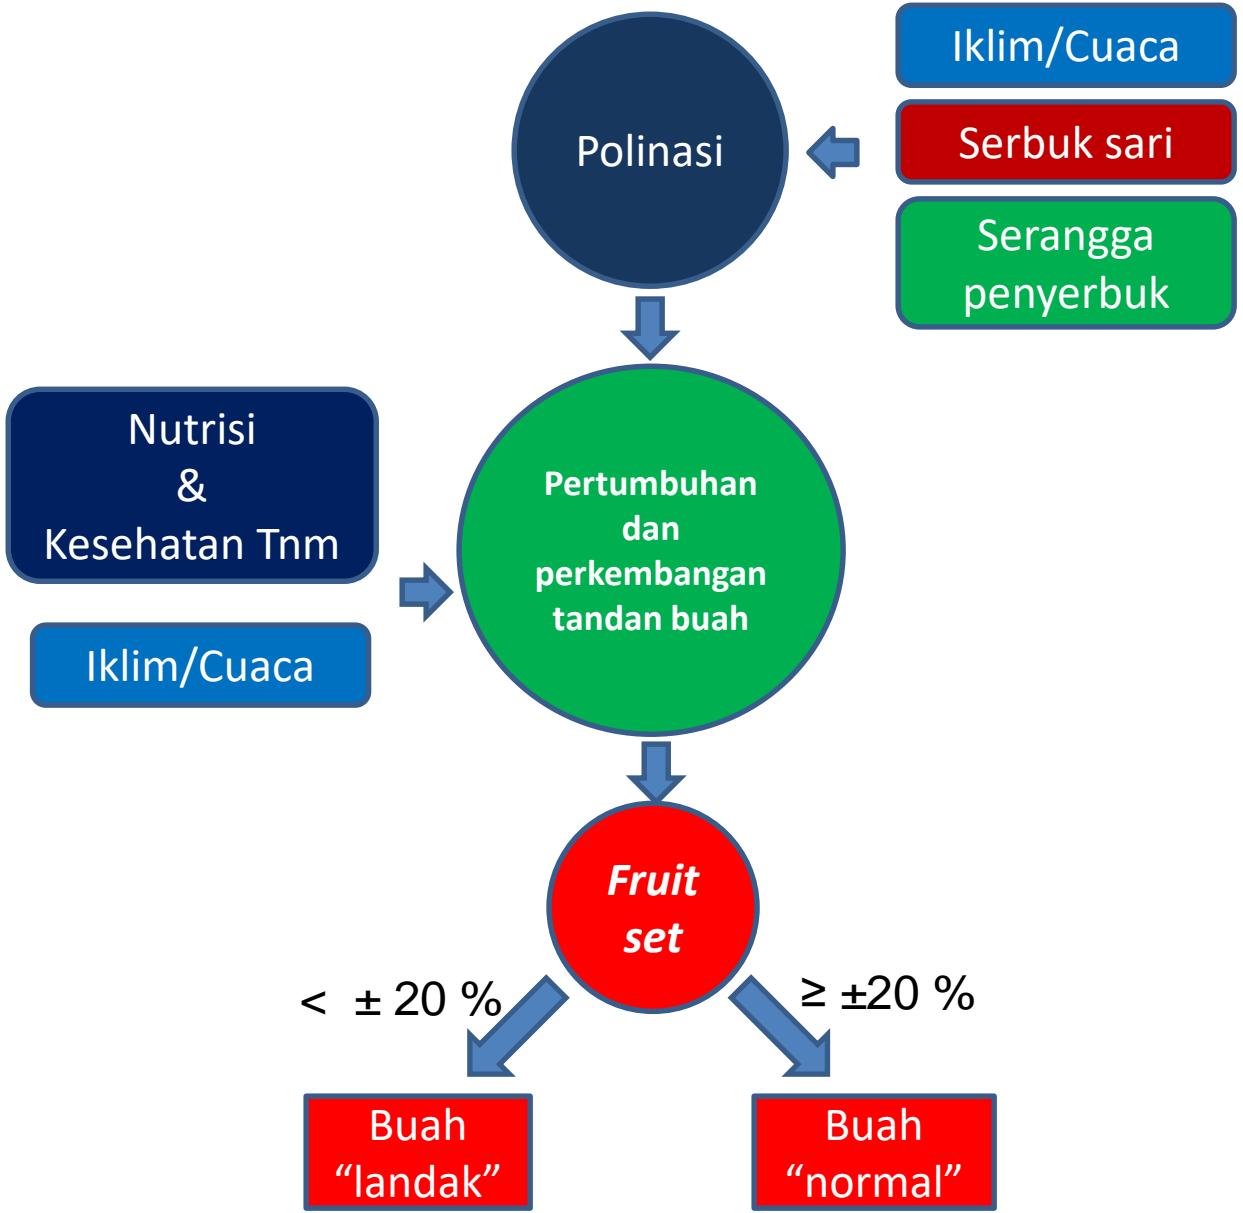 Polinasi
Iklim/Cuaca
Serbuk sari
Serangga
penyerbuk
Nutrisi
&
Kesehatan Tnm
Iklim/Cuaca
Pertumbuhan
dan
perkembangan
tandan buah
Fruit
set
< ± 20 %
≥ ±20 %
Buah
“landak”
Buah
“normal”